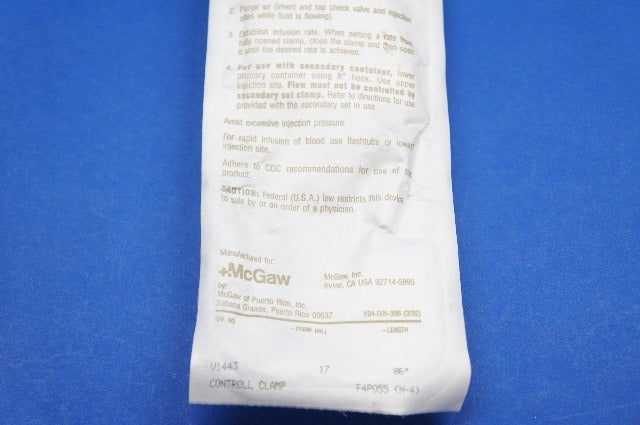 2. Purge air (invert and tap check valve and injection
sites while fluid is flowing).
3. Establish infusion rate. When setting a rate from
fully opened clamp, close the clamp and then open
it until the desired rate is achieved.
4. For use with secondary container, lower
primary container using 8" hook. Use upper
injection site. Flow must not be controlled by
secondary set clamp. Refer to directions for use
provided with the secondary set in use.
Avoid excessive injection pressure.
For rapid infusion of blood use flashtube or lowest
injection site.
Adhere to CDC recommendations for use of this
product.
CAUTION: Federal (U.S.A.) law restricts this device
to sale by or on order of a physician.
Manufactured for:
McGaw
McGaw, Inc.
Irvine, CA USA 92714-5895
by:
McGaw of Puerto Rico, Inc.
Sabana Grande, Puerto Rico 00637
Y94-005-366 (3/92)
CAT. NO
~PRIME (mL)
~LENGTH
V1443
17
86"
CONTROLL CLAMP
F4P055 (N-4)